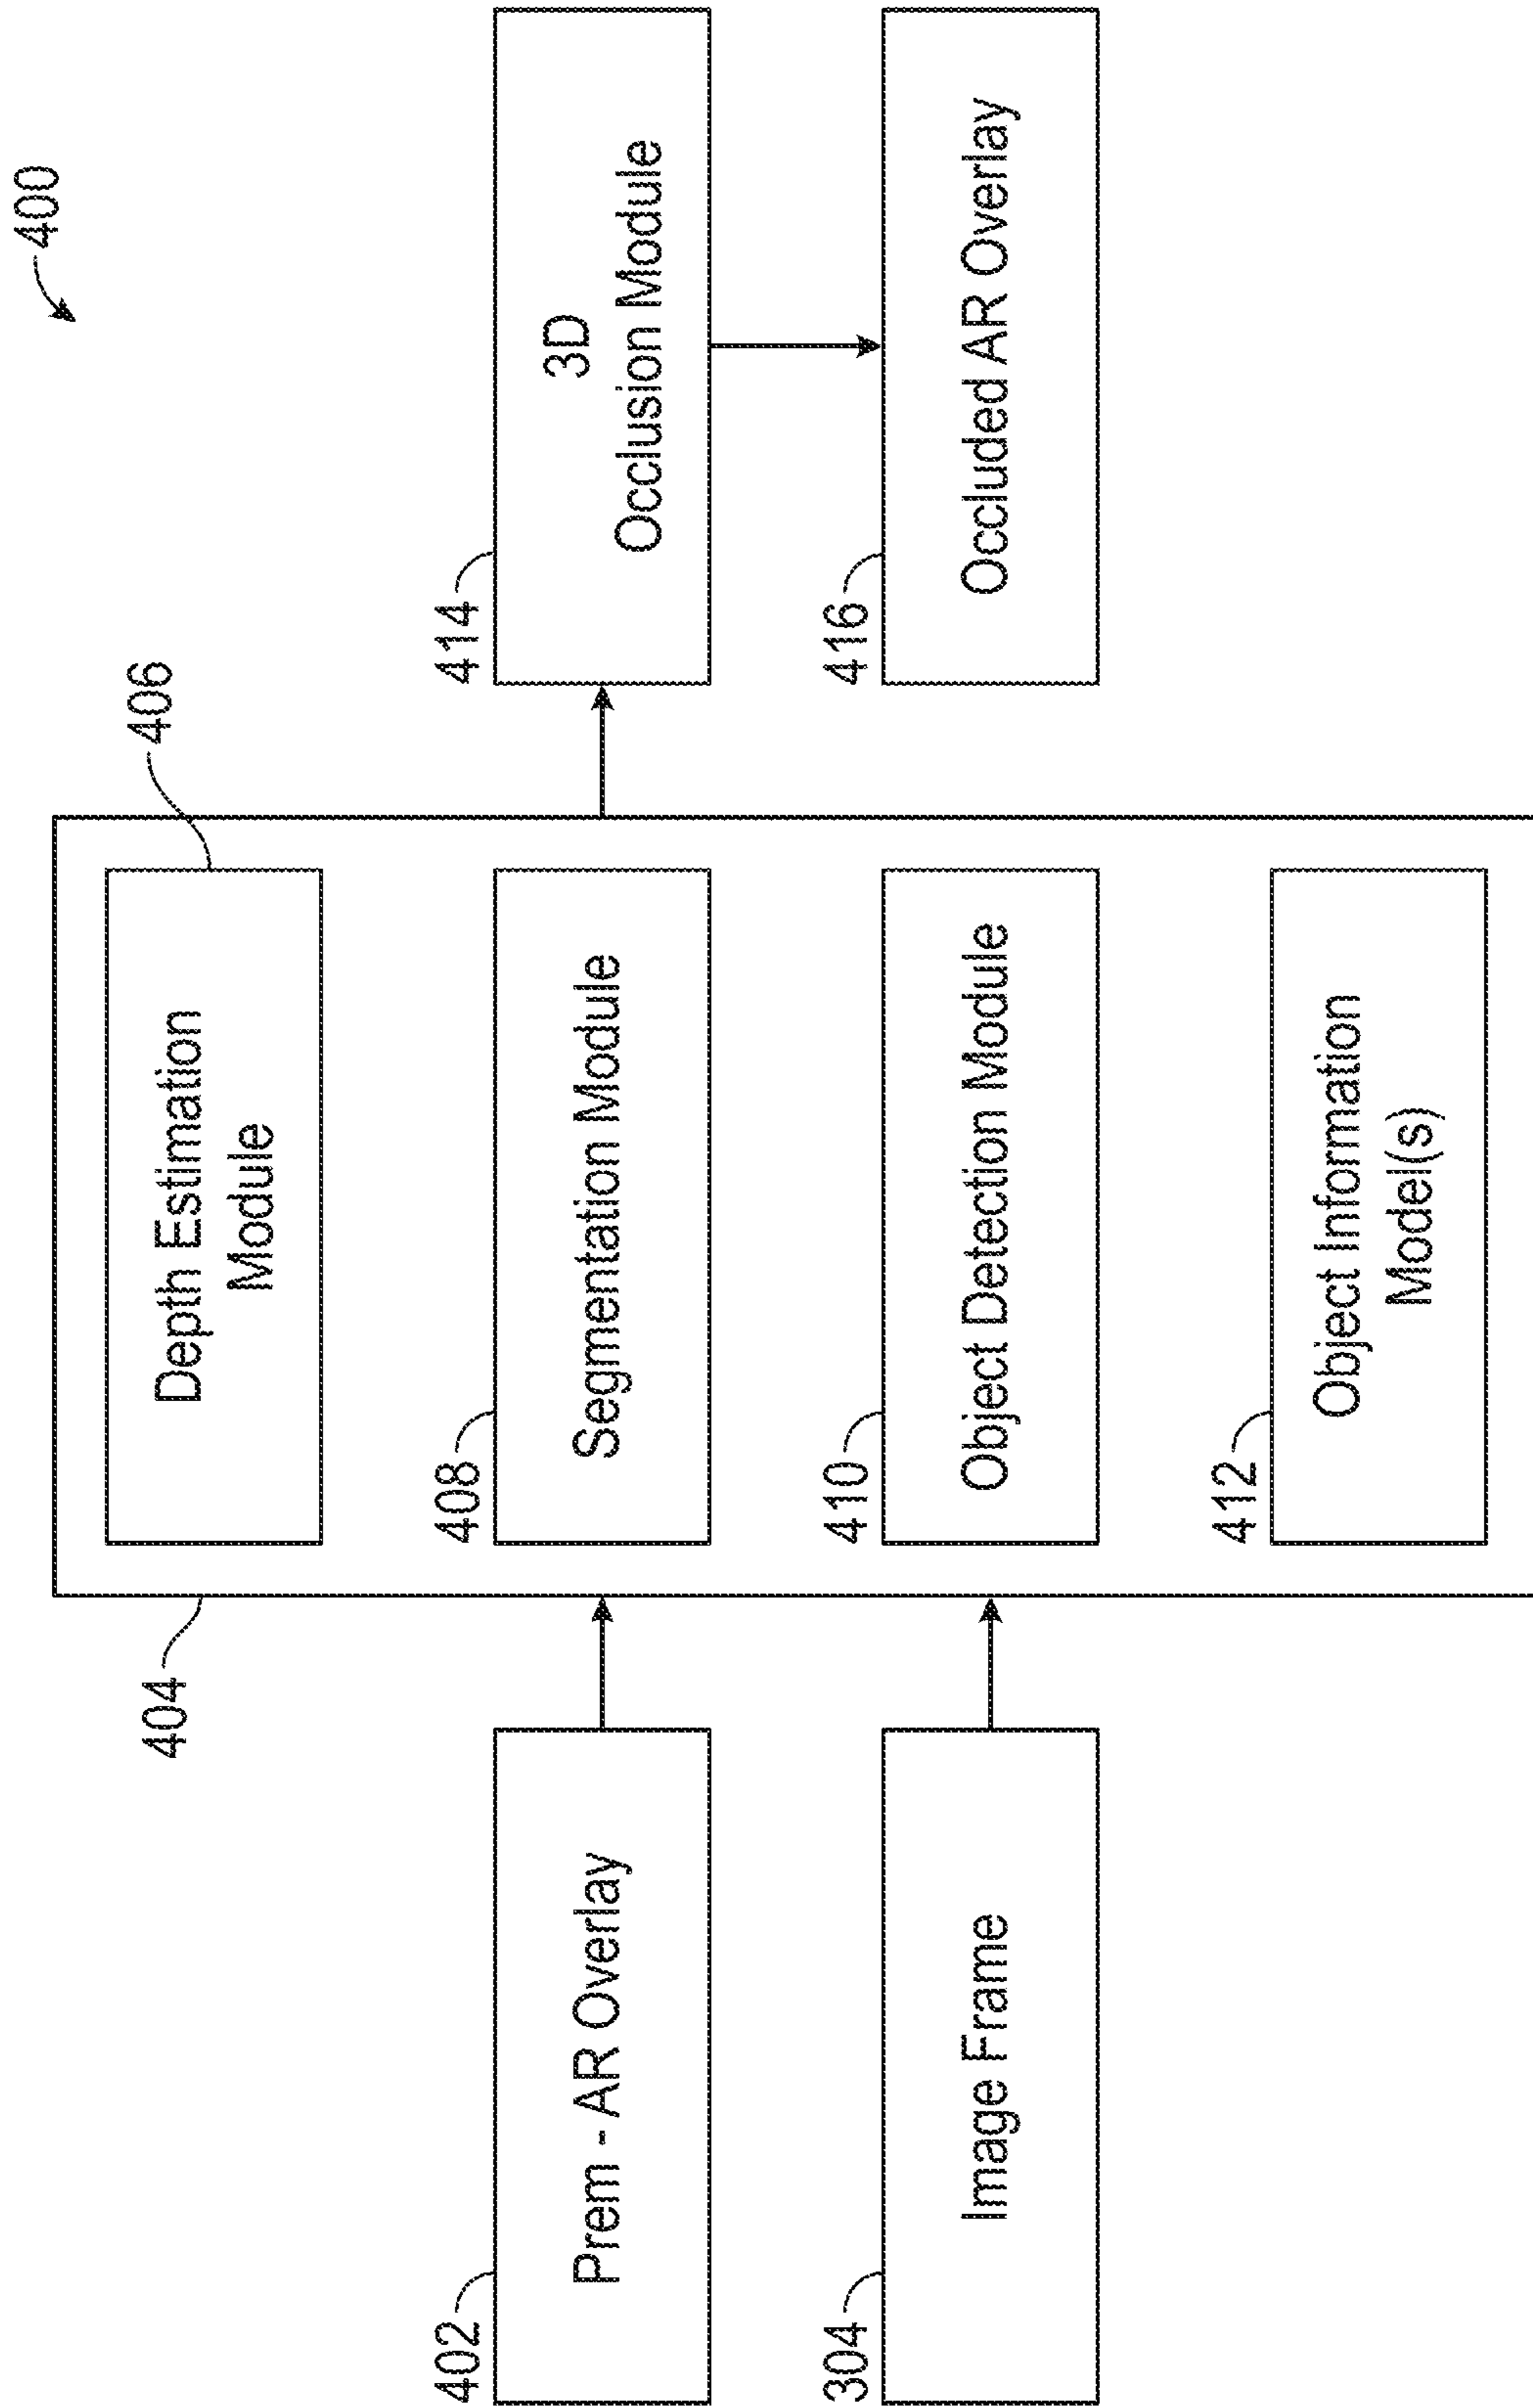 400
402
Prem - AR Overlay
304
Image Frame
404
406
Depth Estimation
Module
408
Segmentation Module
410
Object Detection Module
412
Object Information
Model(s)
414
3D
Occlusion Module
416
Occluded AR Overlay